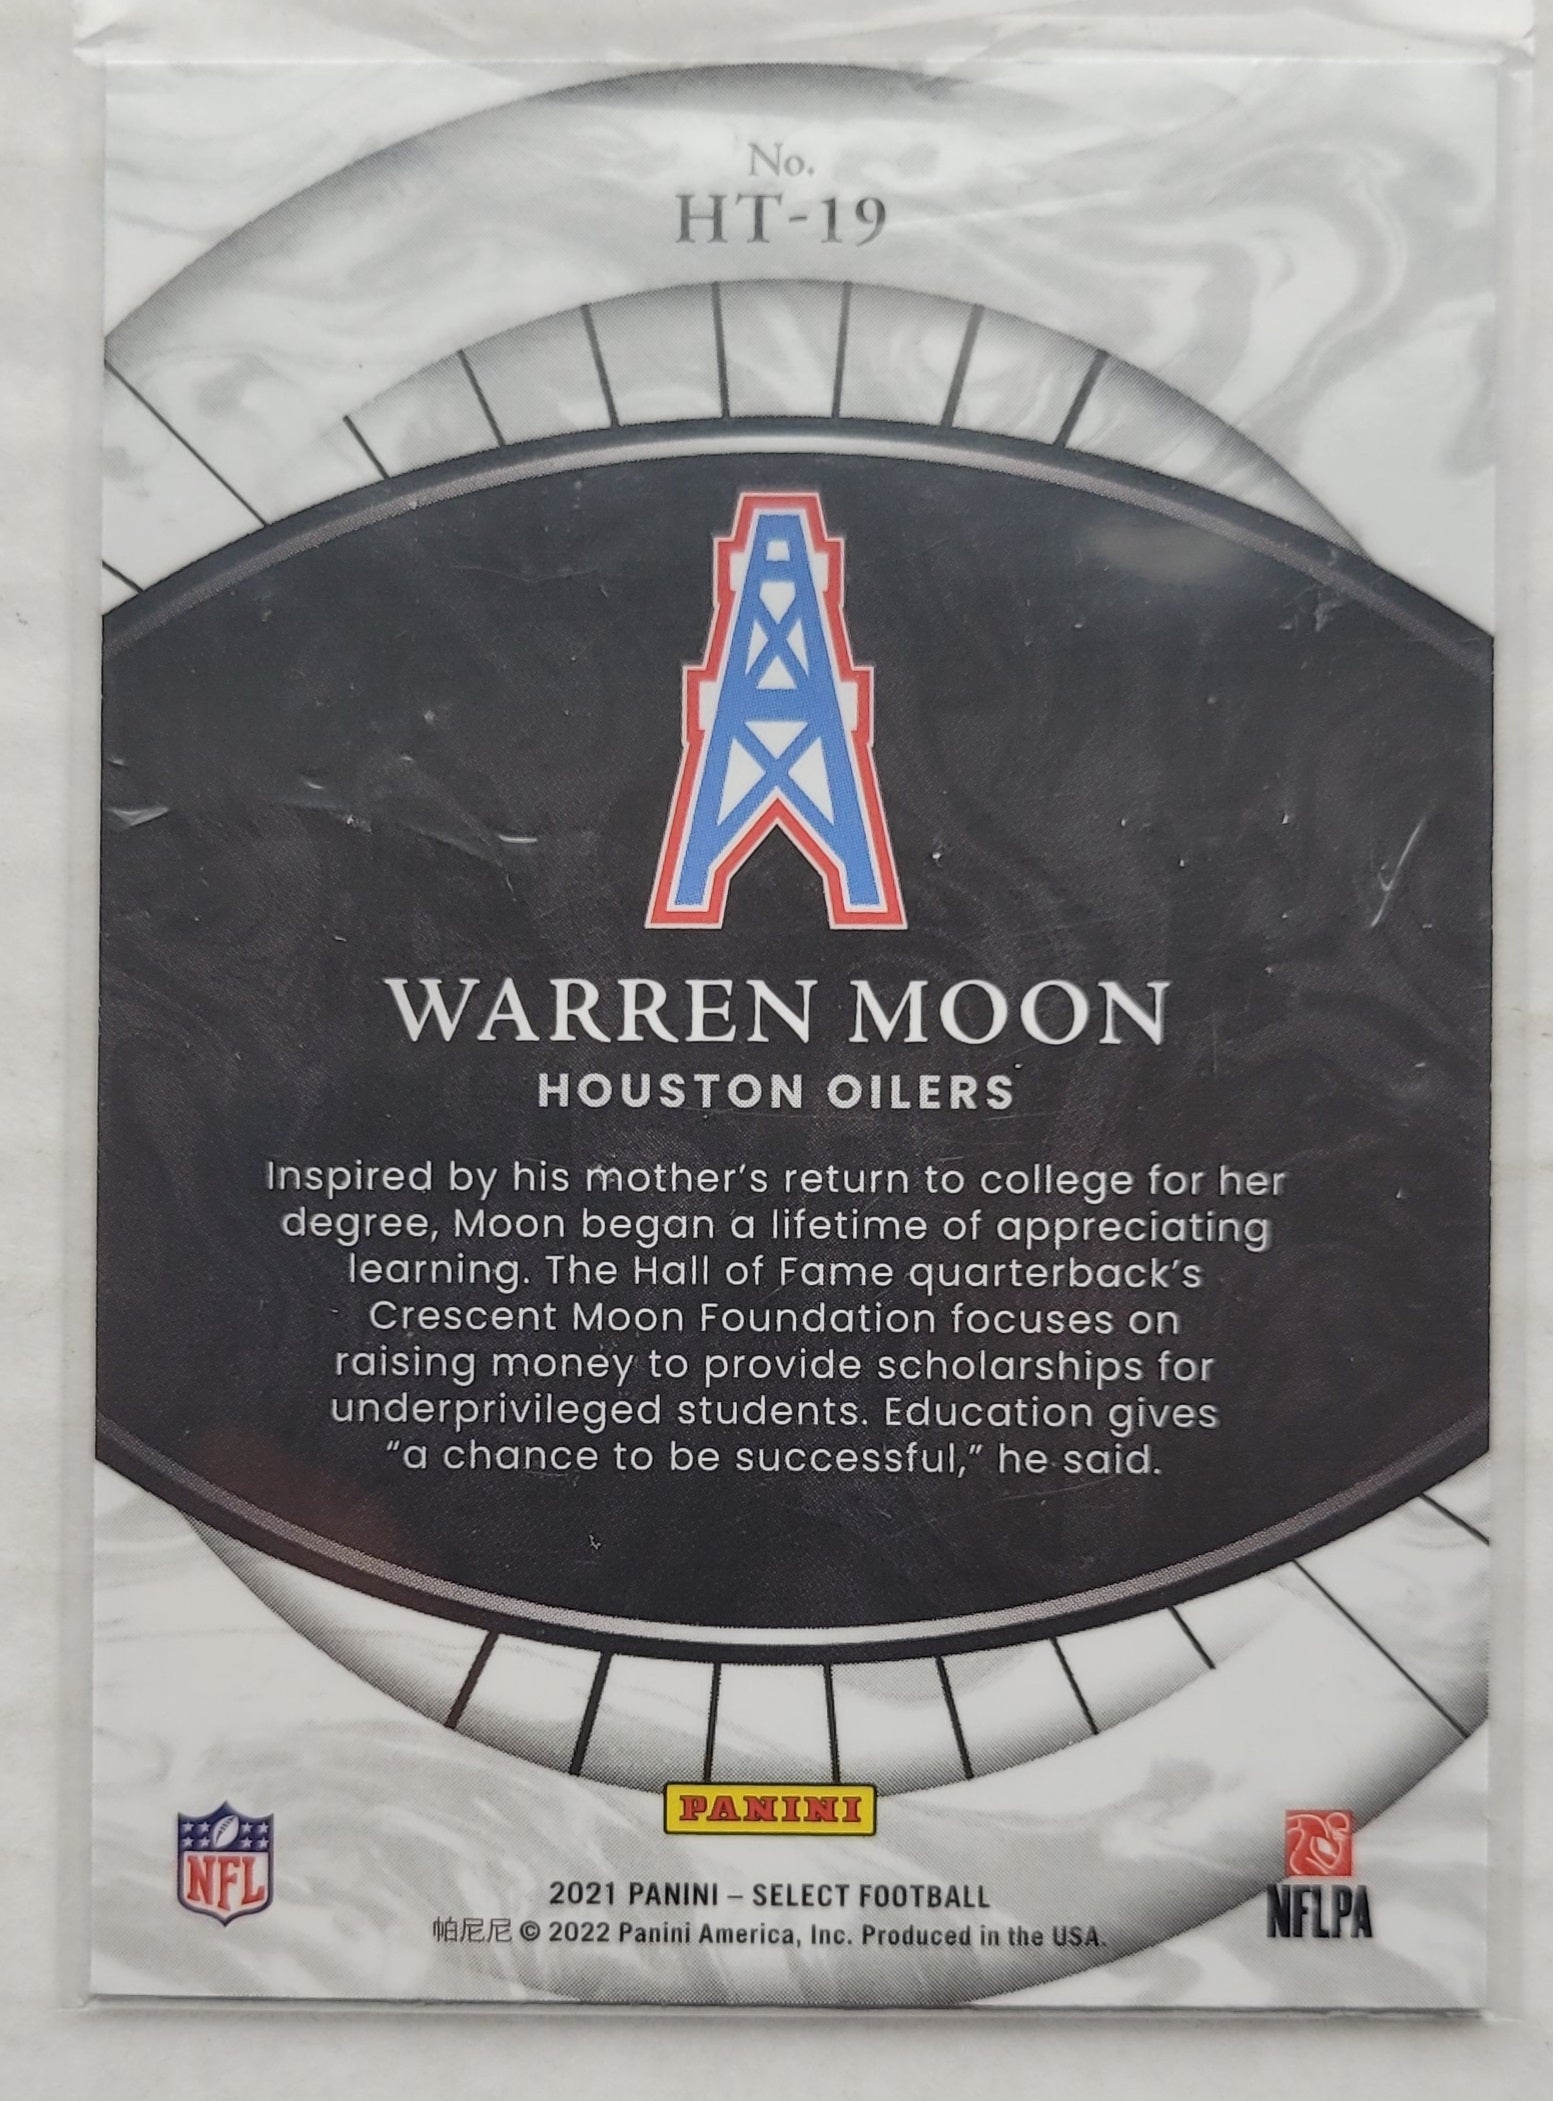 No.
HT-19
WARREN MOON
HOUSTON OILERS
Inspired by his mother's return to college for her
degree, Moon began a lifetime of appreciating
learning. The Hall of Fame quarterback's
Crescent Moon Foundation focuses on
raising money to provide scholarships for
underprivileged students. Education gives
“a chance to be successful,” he said.
PANINI
NFL
2021 PANINI – SELECT FOOTBALL
帕尼尼 © 2022 Panini America, Inc. Produced in the USA.
NFLPA